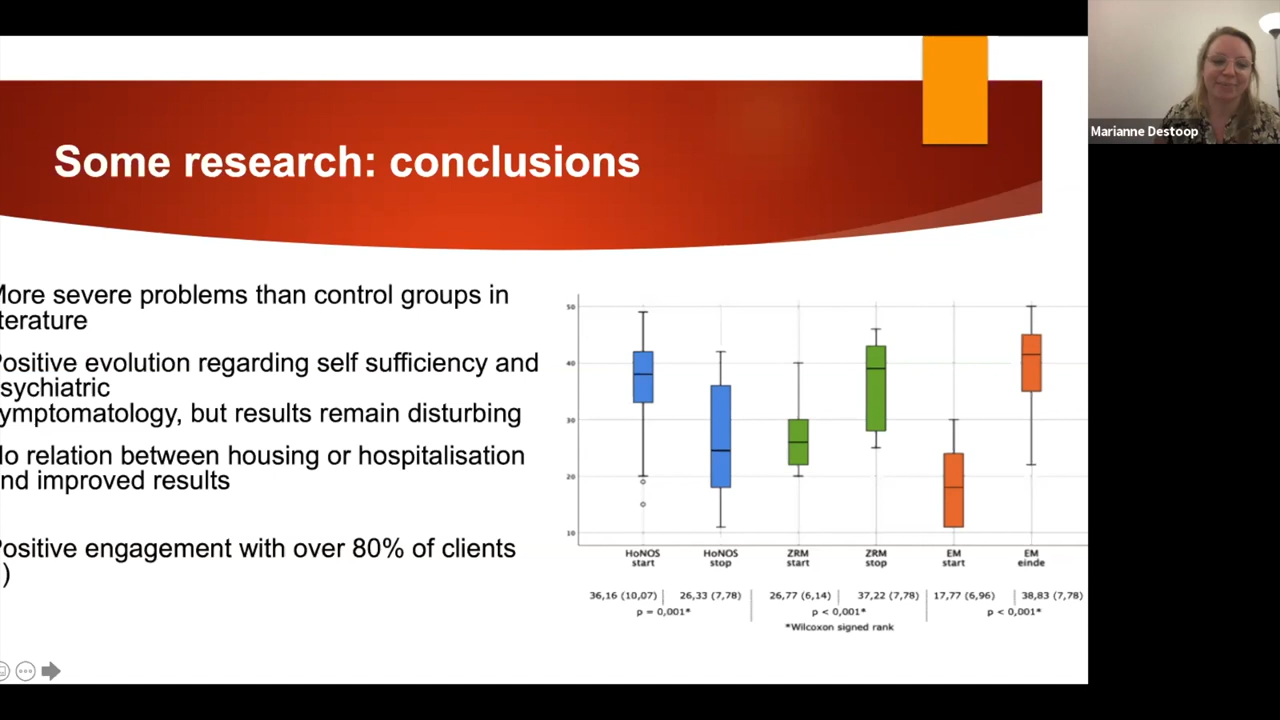 Marianne Destoop
Some research: conclusions
More severe problems than control groups in
terature
Positive evolution regarding self sufficiency and
sychiatric
ymptomatology, but results remain disturbing
No relation between housing or hospitalisation
nd improved results
Positive engagement with over 80% of clients
)
50
40
30
20
10
HoNOS start
HoNOS stop
ZRM start
ZRM stop
EM start
EM einde
36,16 (10,07) 26,33 (7,78) 26,77 (6,14) 37,22 (7,78) 17,77 (6,96) 38,83 (7,78)
p = 0,001* p < 0,001* p < 0,001*
*Wilcoxon signed rank